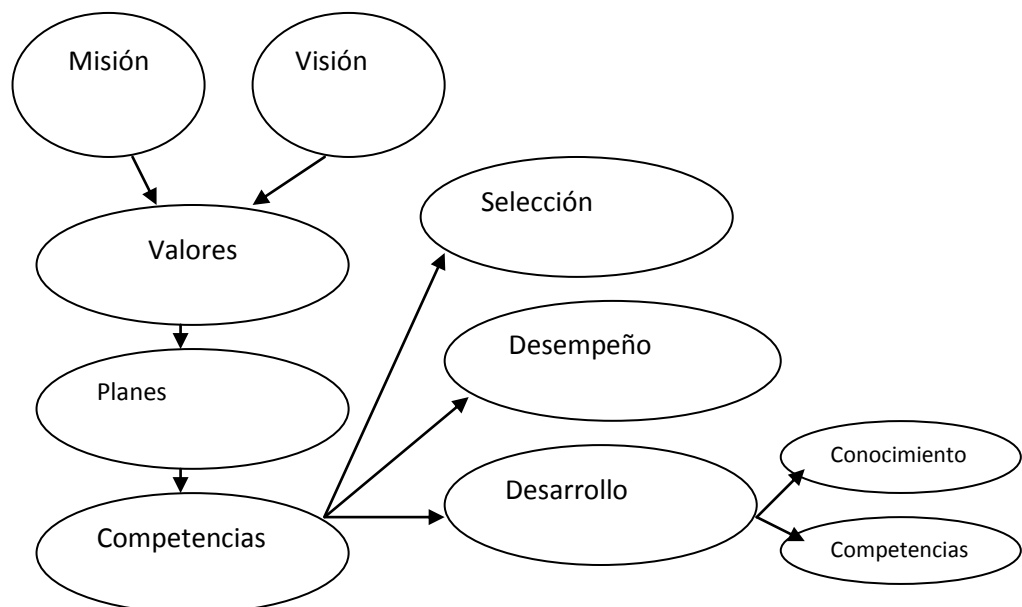 Misión
Visión
Valores
Planes
Competencias
Selección
Desempeño
Desarrollo
Conocimiento
Competencias